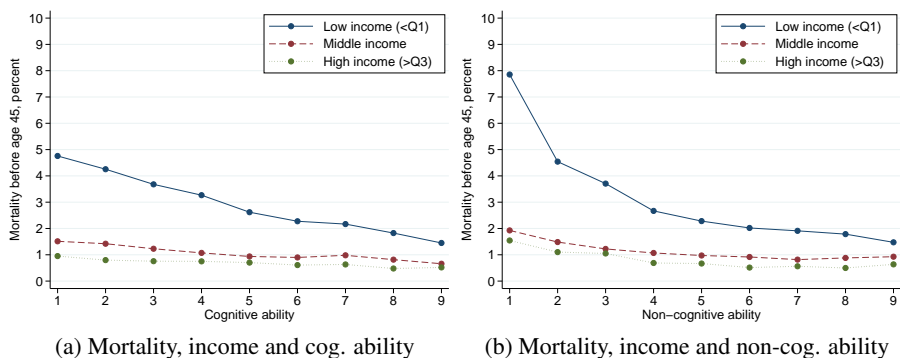 10
9
8
7
6
5
4
3
2
1
0
Mortality before age 45, percent
Low income (<Q1)
Middle income
High income (>Q3)
1 2 3 4 5 6 7 8 9
Cognitive ability
(a) Mortality, income and cog. ability
10
9
8
7
6
5
4
3
2
1
0
Mortality before age 45, percent
Low income (<Q1)
Middle income
High income (>Q3)
1 2 3 4 5 6 7 8 9
Non−cognitive ability
(b) Mortality, income and non-cog. ability